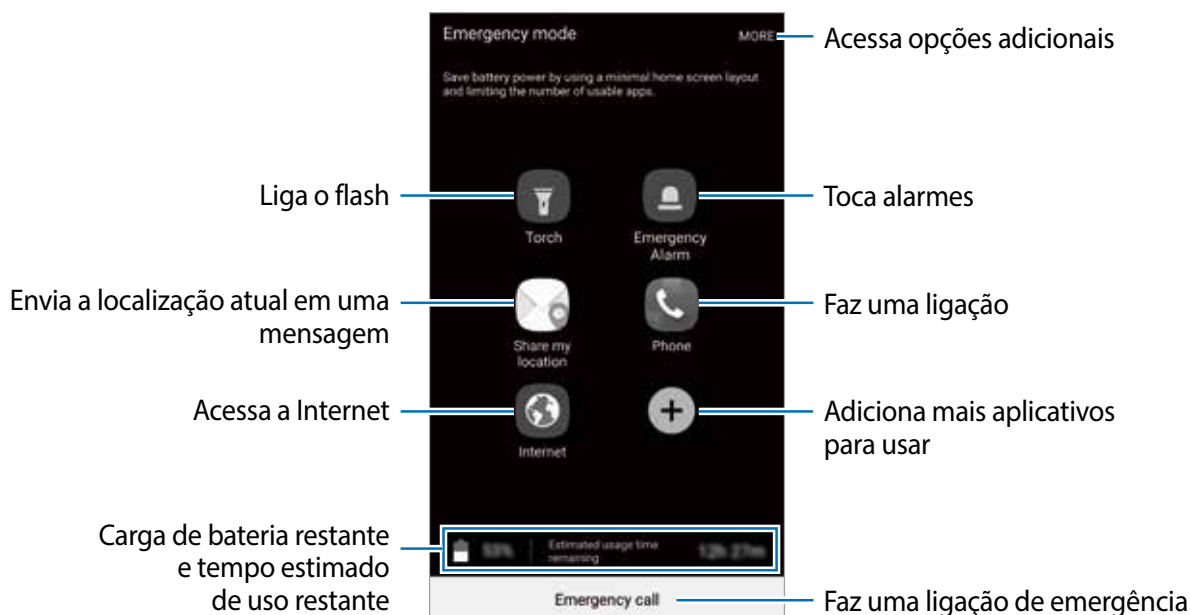 Emergency mode
MORE
Acessa opções adicionais
Save battery power by using a minimal home screen layout
and limiting the number of usable apps.
Liga o flash
Torch
Emergency
Alarm
Toca alarmes
Envia a localização atual em uma
mensagem
Share my
location
Phone
Faz uma ligação
Acessa a Internet
Internet
Adiciona mais aplicativos
para usar
Carga de bateria restante
e tempo estimado
de uso restante
Estimated usage time
remaining
Emergency call
Faz uma ligação de emergência